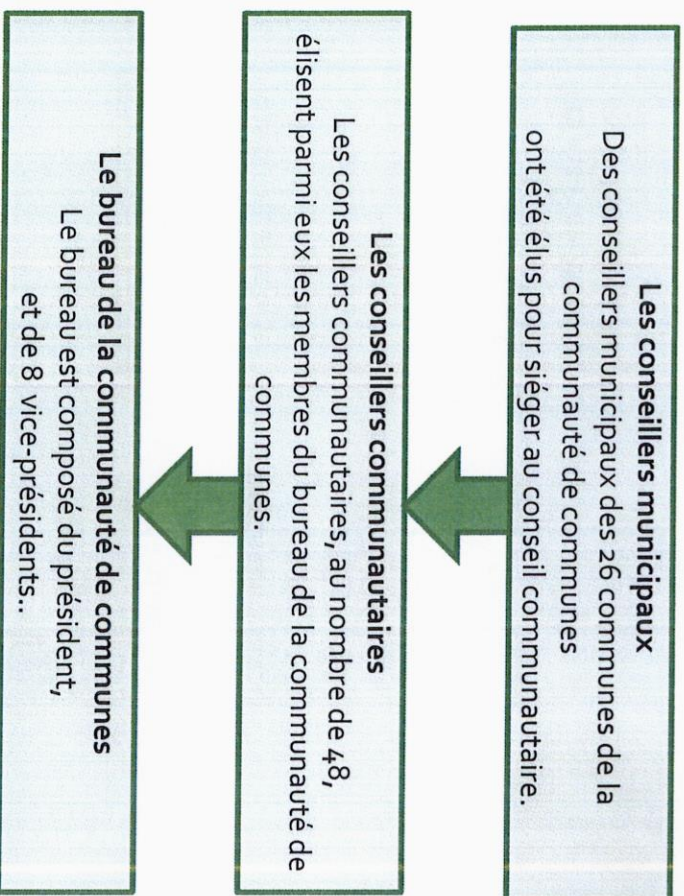 Les conseillers municipaux
Des conseillers municipaux des 26 communes de la
communauté de communes
ont été élus pour siéger au conseil communautaire.
Les conseillers communautaires
Les conseillers communautaires, au nombre de 48,
élisent parmi eux les membres du bureau de la communauté de
communes.
Le bureau de la communauté de communes
Le bureau est composé du président,
et de 8 vice-présidents..